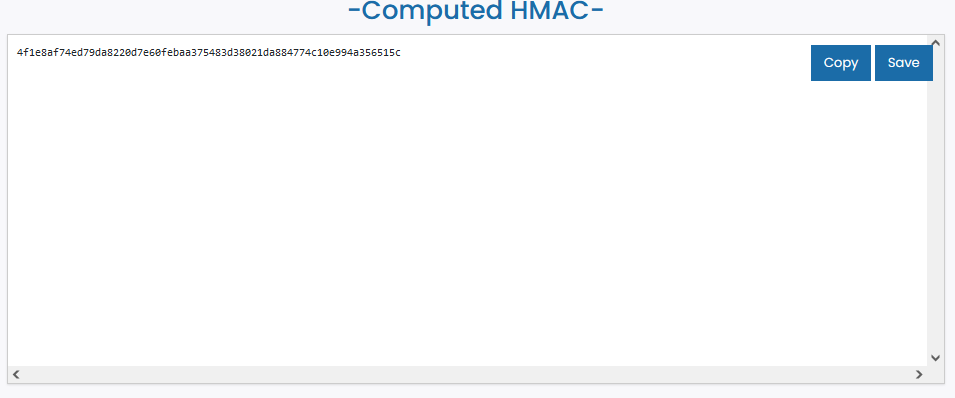 -Computed HMAC-
4f1e8af74ed79da8220d7e60febaa375483d38021da884774c10e994a356515c
Copy
Save